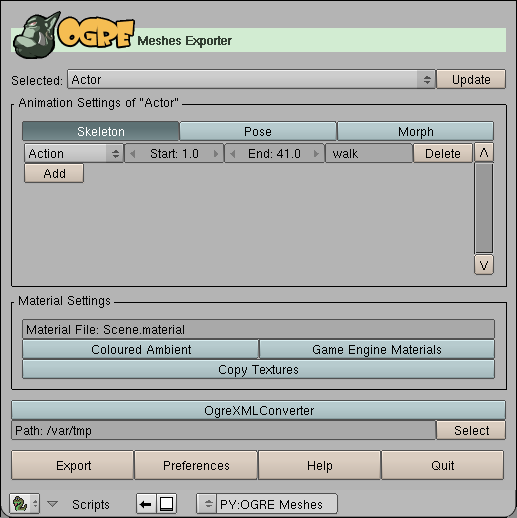 OGRE Meshes Exporter
Selected: Actor Update
Animation Settings of "Actor"
Skeleton Pose Morph
Action Start: 1.0 End: 41.0 walk Delete
Add
Material Settings
Material File: Scene.material
Coloured Ambient Game Engine Materials
Copy Textures
OgreXMLConverter
Path: /var/tmp Select
Export Preferences Help Quit
Scripts PY:OGRE Meshes